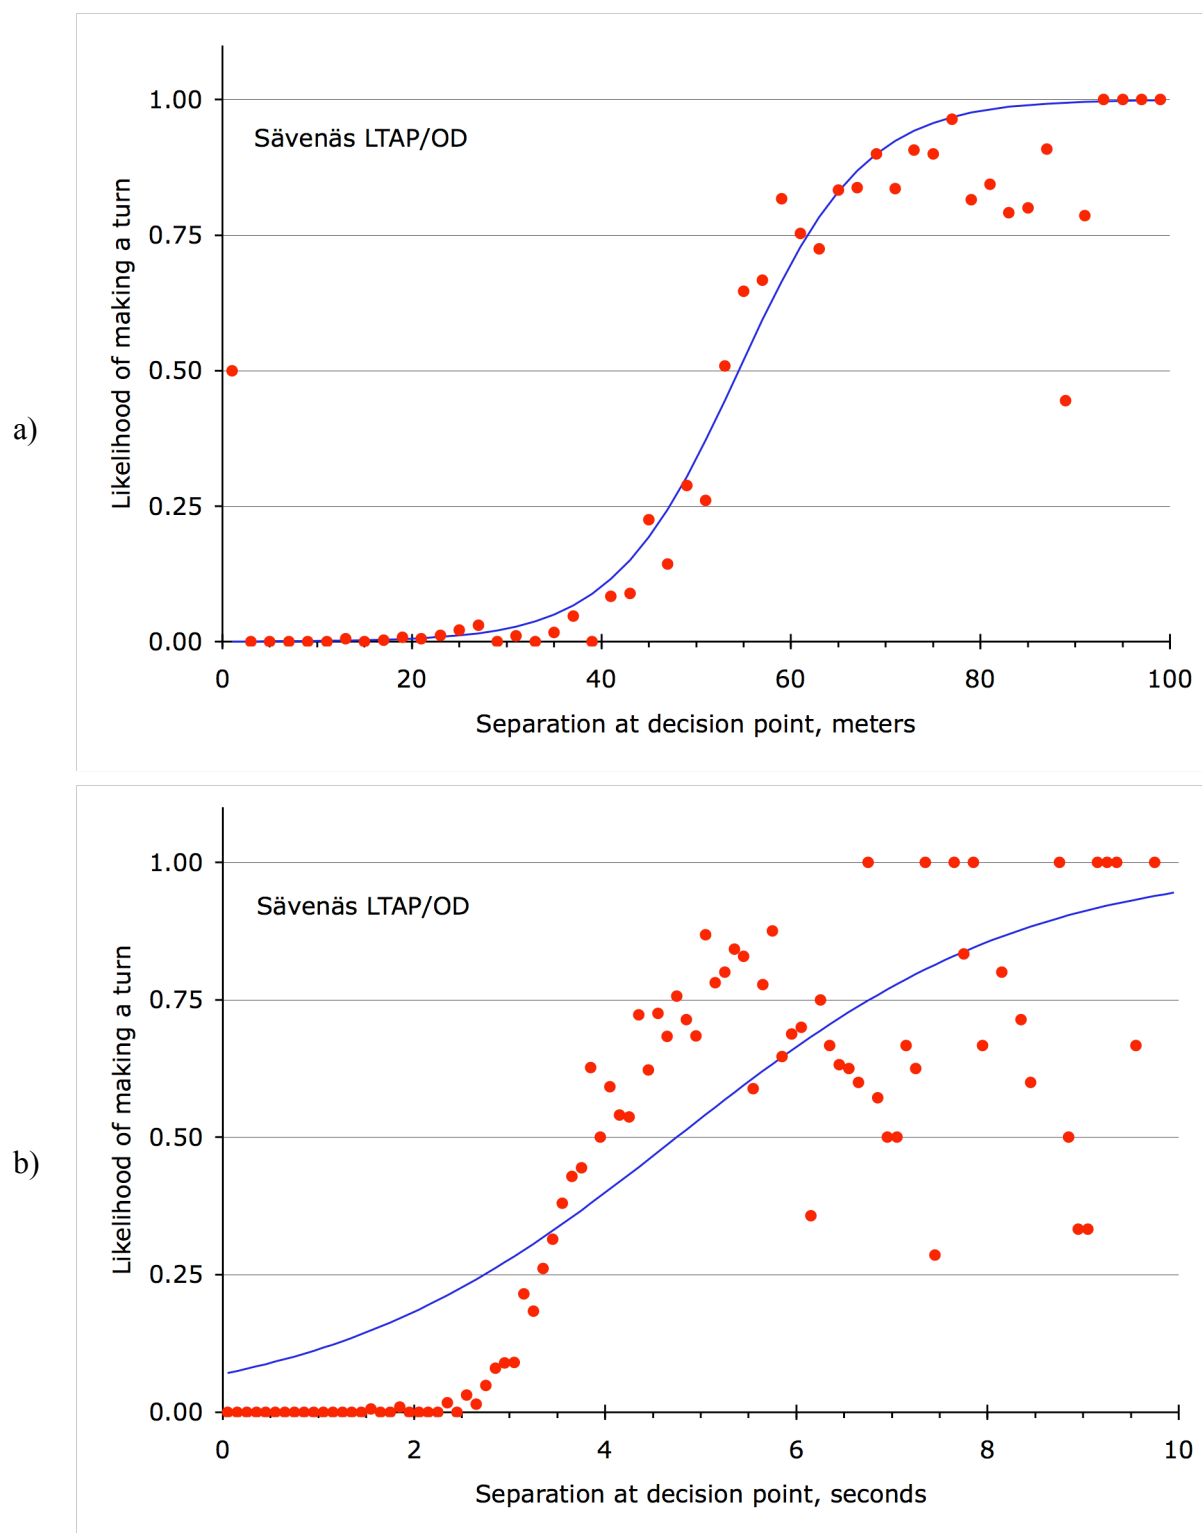 a)
Sävenäs LTAP/OD
Likelihood of making a turn
1.00
0.75
0.50
0.25
0.00
0 20 40 60 80 100
Separation at decision point, meters
b)
Sävenäs LTAP/OD
Likelihood of making a turn
1.00
0.75
0.50
0.25
0.00
0 2 4 6 8 10
Separation at decision point, seconds